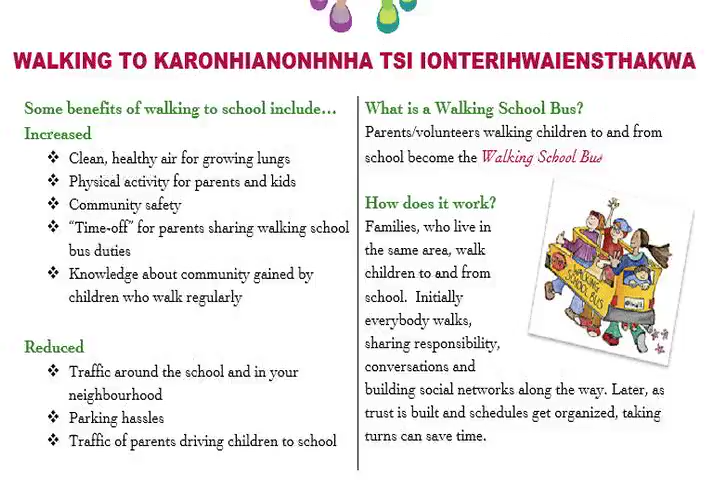 WALKING TO KARONHIANONHNHA TSI IONTERIHWAIENSTHAKWA
Some benefits of walking to school include…
Increased
❖ Clean, healthy air for growing lungs
❖ Physical activity for parents and kids
❖ Community safety
❖ “Time-off” for parents sharing walking school
bus duties
❖ Knowledge about community gained by
children who walk regularly
Reduced
❖ Traffic around the school and in your
neighbourhood
❖ Parking hassles
❖ Traffic of parents driving children to school
What is a Walking School Bus?
Parents/volunteers walking children to and from
school become the Walking School Bus
How does it work?
Families, who live in
the same area, walk
children to and from
school. Initially
everybody walks,
sharing responsibility,
conversations and
building social networks along the way. Later, as
trust is built and schedules get organized, taking
turns can save time.
WALKING
SCHOOL BUS